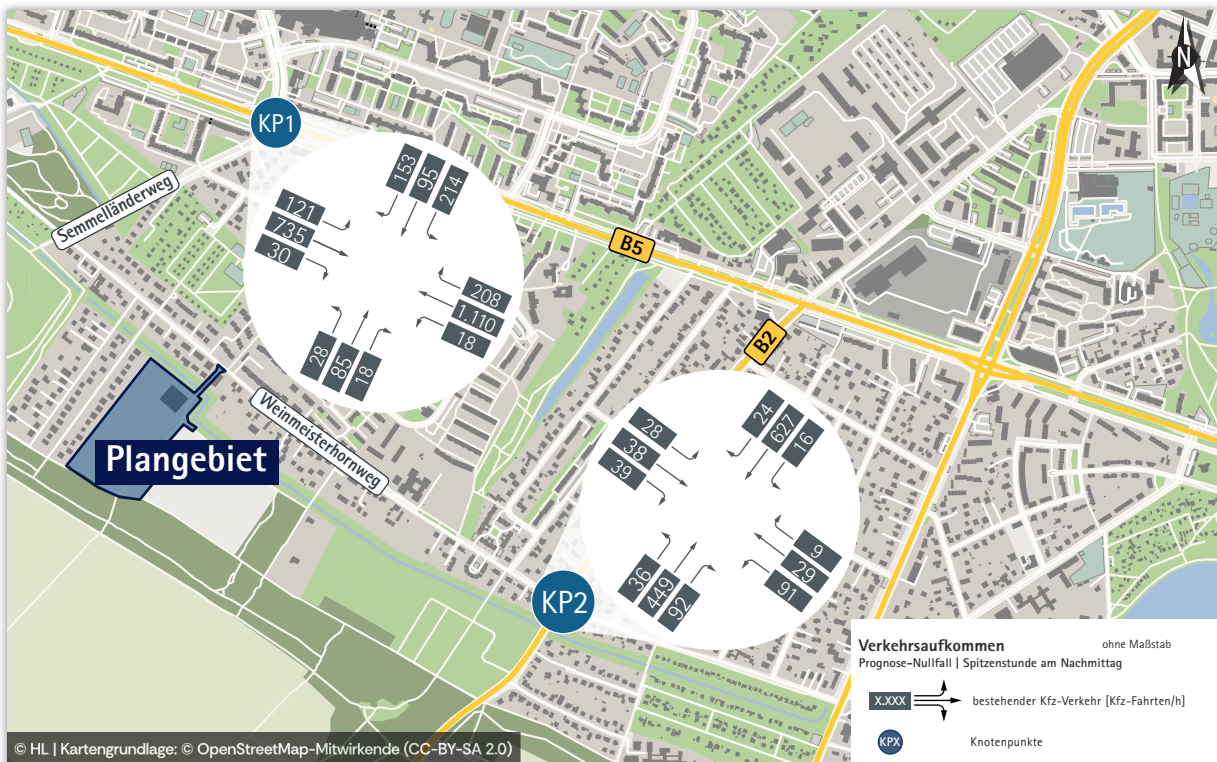 N
KP1
153
95
214
121
735
30
Semmelländerweg
B5
208
1.110
18
28
85
18
B2
Weinmeisterhornweg
Plangebiet
24
627
16
28
38
39
9
29
91
36
449
92
KP2
Verkehrsaufkommen
ohne Maßstab
Prognose-Nullfall | Spitzenstunde am Nachmittag
X.XXX
bestehender Kfz-Verkehr [Kfz-Fahrten/h]
KPX
Knotenpunkte
© HL | Kartengrundlage: © OpenStreetMap-Mitwirkende (CC-BY-SA 2.0)